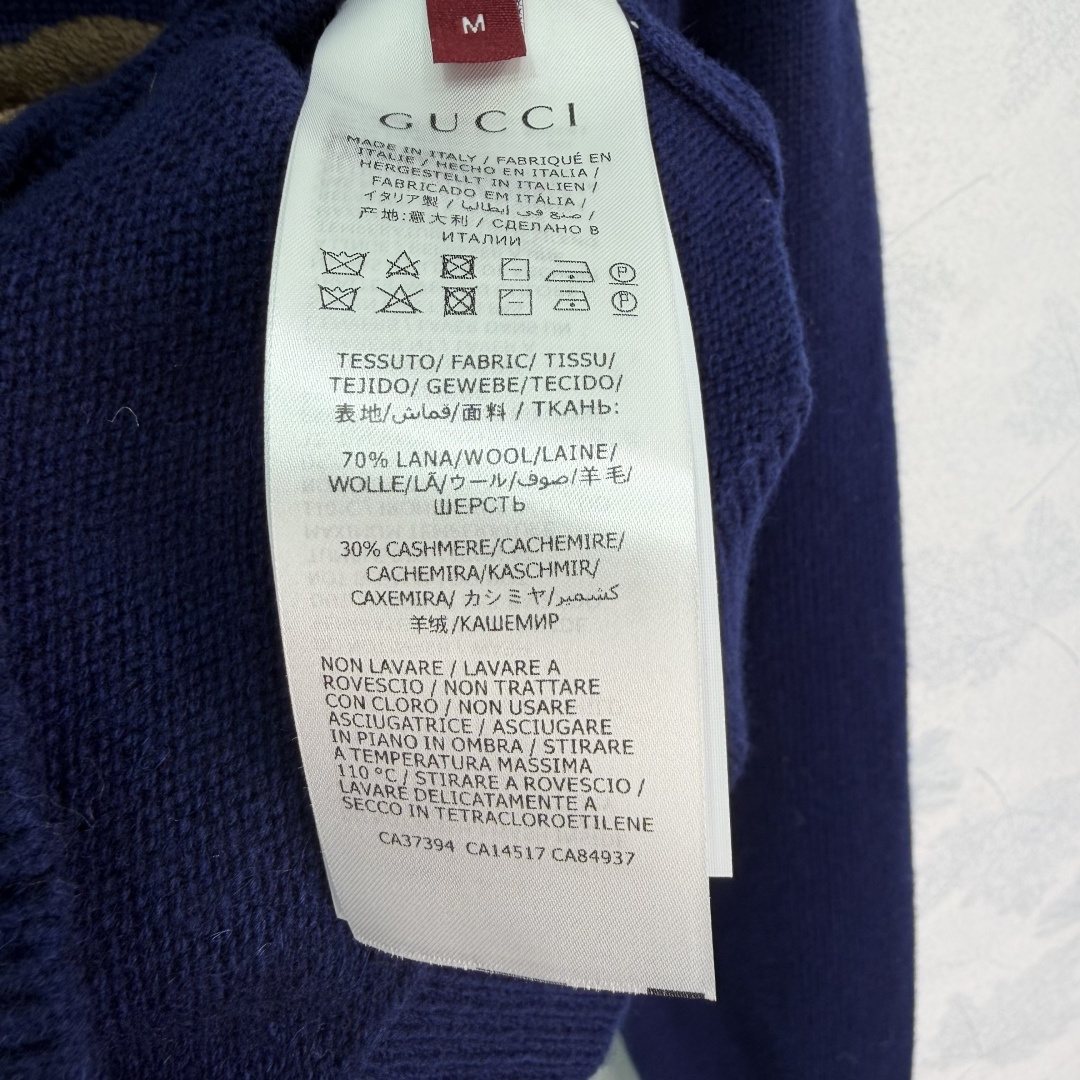 M
GUCCI
MADE IN ITALY / FABRIQUÉ EN
ITALIE / HECHO EN ITALIA /
HERGESTELLT IN ITALIEN /
FABRICADO EM ITÁLIA /
イタリア製 / صنع في إيطاليا /
产地:意大利 / СДЕЛАНО В
ИТАЛИИ
P
P
TESSUTO/ FABRIC/ TISSU/
TEJIDO/ GEWEBE/TECIDO/
表地/قماش/面料 / ТКАНЬ:
70% LANA/WOOL/LAINE/
WOLLE/LÃ/ウール/صوف/羊毛/
ШЕРСТЬ
30% CASHMERE/CACHEMIRE/
CACHEMIRA/KASCHMIR/
CAXEMIRA/ カシミヤ/كشمير/
羊绒/КАШЕМИР
NON LAVARE / LAVARE A
ROVESCIO / NON TRATTARE
CON CLORO / NON USARE
ASCIUGATRICE / ASCIUGARE
IN PIANO IN OMBRA / STIRARE
A TEMPERATURA MASSIMA
110 °C / STIRARE A ROVESCIO /
LAVARE DELICATAMENTE A
SECCO IN TETRACLOROETILENE
CA37394 CA14517 CA84937